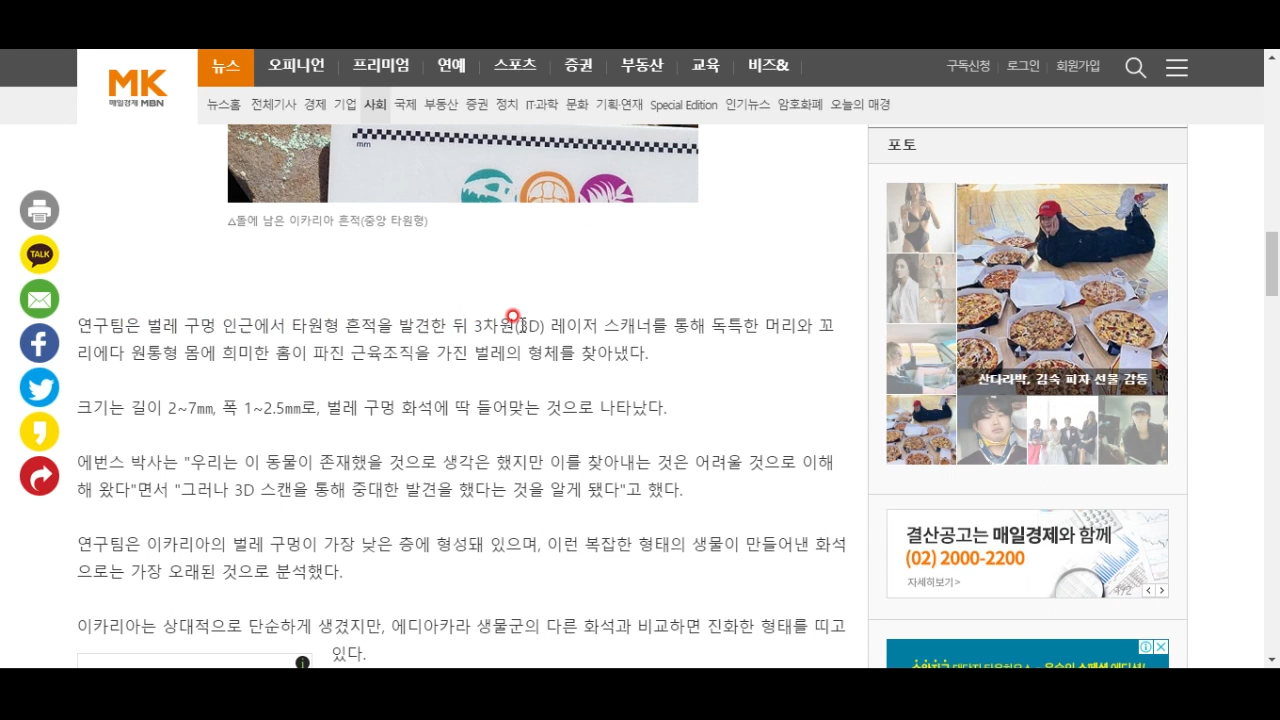 MK
매일경제 MBN
뉴스 오피니언 프리미엄 연예 스포츠 증권 부동산 교육 비즈&
구독신청 로그인 회원가입
뉴스홈 전체기사 경제 기업 사회 국제 부동산 증권 정치 IT·과학 문화 기획·연재 Special Edition 인기뉴스 암호화폐 오늘의 매경
mm
△돌에 남은 이카리아 흔적(중앙 타원형)
TALK
연구팀은 벌레 구멍 인근에서 타원형 흔적을 발견한 뒤 3차원(3D) 레이저 스캐너를 통해 독특한 머리와 꼬
리에다 원통형 몸에 희미한 홈이 파진 근육조직을 가진 벌레의 형체를 찾아냈다.
크기는 길이 2~7㎜, 폭 1~2.5㎜로, 벌레 구멍 화석에 딱 들어맞는 것으로 나타났다.
에번스 박사는 "우리는 이 동물이 존재했을 것으로 생각은 했지만 이를 찾아내는 것은 어려울 것으로 이해
해 왔다"면서 "그러나 3D 스캔을 통해 중대한 발견을 했다는 것을 알게 됐다"고 했다.
연구팀은 이카리아의 벌레 구멍이 가장 낮은 층에 형성돼 있으며, 이런 복잡한 형태의 생물이 만들어낸 화석
으로는 가장 오래된 것으로 분석했다.
이카리아는 상대적으로 단순하게 생겼지만, 에디아카라 생물군의 다른 화석과 비교하면 진화한 형태를 띠고
있다.
포토
산다라박, 김숙 피자 선물 감동
결산공고는 매일경제와 함께
(02) 2000-2200
자세히보기>
1/2